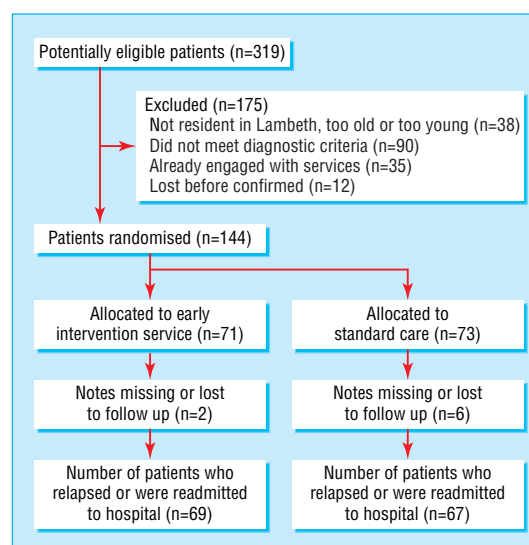 Potentially eligible patients (n=319)
Excluded (n=175)
Not resident in Lambeth, too old or too young (n=38)
Did not meet diagnostic criteria (n=90)
Already engaged with services (n=35)
Lost before confirmed (n=12)
Patients randomised (n=144)
Allocated to early
intervention service (n=71)
Allocated to
standard care (n=73)
Notes missing or lost
to follow up (n=2)
Notes missing or lost
to follow up (n=6)
Number of patients who
relapsed or were readmitted
to hospital (n=69)
Number of patients who
relapsed or were readmitted
to hospital (n=67)